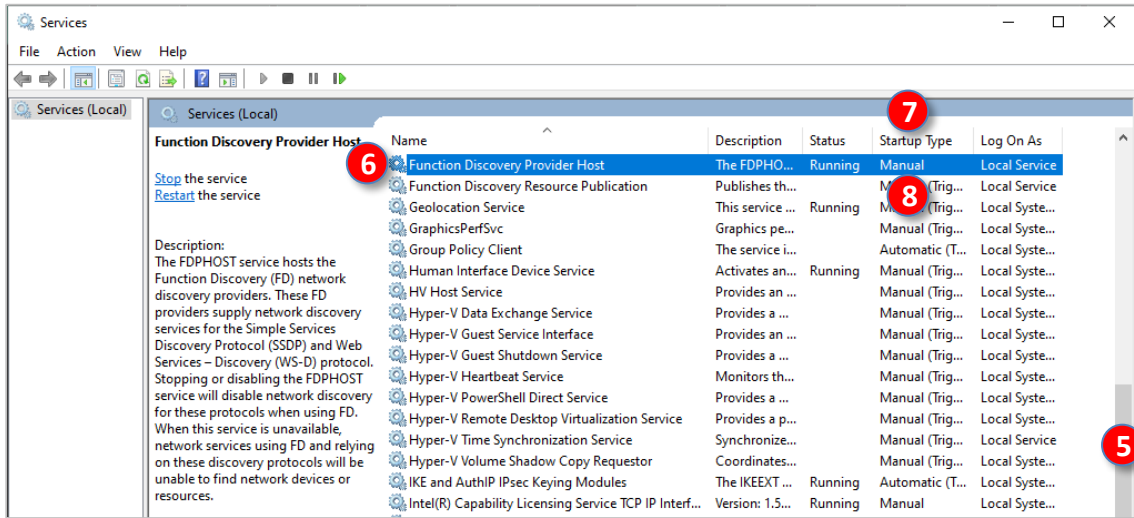 Services
File Action View Help
Services (Local)
Services (Local)
Function Discovery Provider Host
Stop the service
Restart the service
Description:
The FDPHOST service hosts the
Function Discovery (FD) network
discovery providers. These FD
providers supply network discovery
services for the Simple Services
Discovery Protocol (SSDP) and Web
Services – Discovery (WS-D) protocol.
Stopping or disabling the FDPHOST
service will disable network discovery
for these protocols when using FD.
When this service is unavailable,
network services using FD and relying
on these discovery protocols will be
unable to find network devices or
resources.
7
Name Description Status Startup Type Log On As
6 Function Discovery Provider Host The FDPHO... Running Manual Local Service
Function Discovery Resource Publication Publishes th... (Trig... Local Service
8
Geolocation Service This service ... Running (Trig... Local Syste...
GraphicsPerfSvc Graphics pe... Manual (Trig... Local Syste...
Group Policy Client The service i... Automatic (T... Local Syste...
Human Interface Device Service Activates an... Running Manual (Trig... Local Syste...
HV Host Service Provides an ... Manual (Trig... Local Syste...
Hyper-V Data Exchange Service Provides a ... Manual (Trig... Local Syste...
Hyper-V Guest Service Interface Provides an ... Manual (Trig... Local Syste...
Hyper-V Guest Shutdown Service Provides a ... Manual (Trig... Local Syste...
Hyper-V Heartbeat Service Monitors th... Manual (Trig... Local Syste...
Hyper-V PowerShell Direct Service Provides a ... Manual (Trig... Local Syste...
Hyper-V Remote Desktop Virtualization Service Provides a p... Manual (Trig... Local Syste...
Hyper-V Time Synchronization Service Synchronize... Manual (Trig... Local Service
5
Hyper-V Volume Shadow Copy Requestor Coordinates... Manual (Trig... Local Syste...
IKE and AuthIP IPsec Keying Modules The IKEEXT ... Running Automatic (T... Local Syste...
Intel(R) Capability Licensing Service TCP IP Interf... Version: 1.5... Running Manual Local Syste...